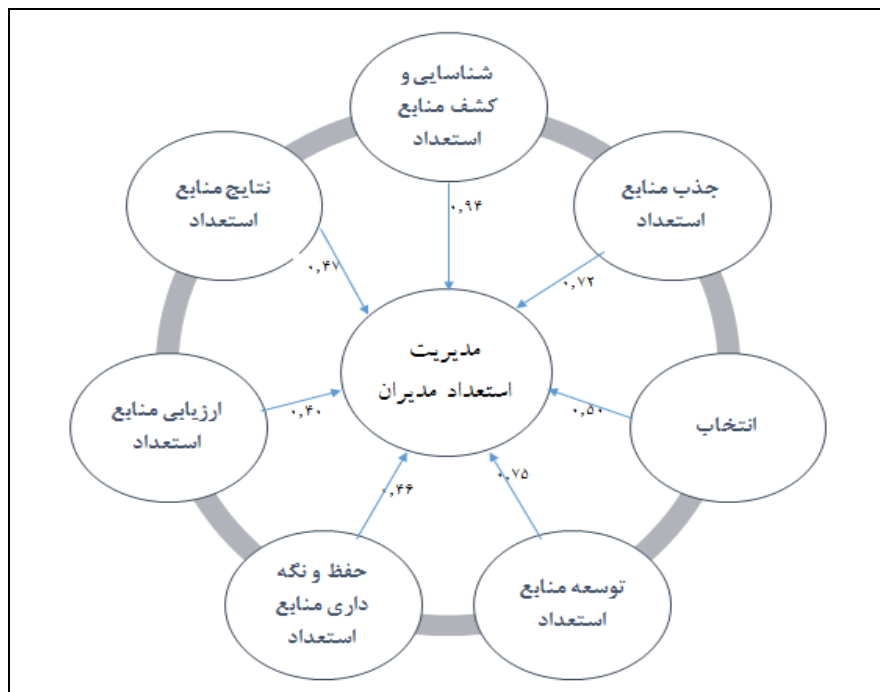 شناسایی و
کشف منابع
استعداد
جذب منابع
استعداد
انتخاب
توسعه منابع
استعداد
حفظ و نگه
داری منابع
استعداد
ارزیابی منابع
استعداد
نتایج منابع
استعداد
مدیریت
استعداد مدیران
۰,۹۴
۰,۷۲
۰,۵۰
۰,۷۵
۰,۴۶
۰,۴۰
۰,۴۷